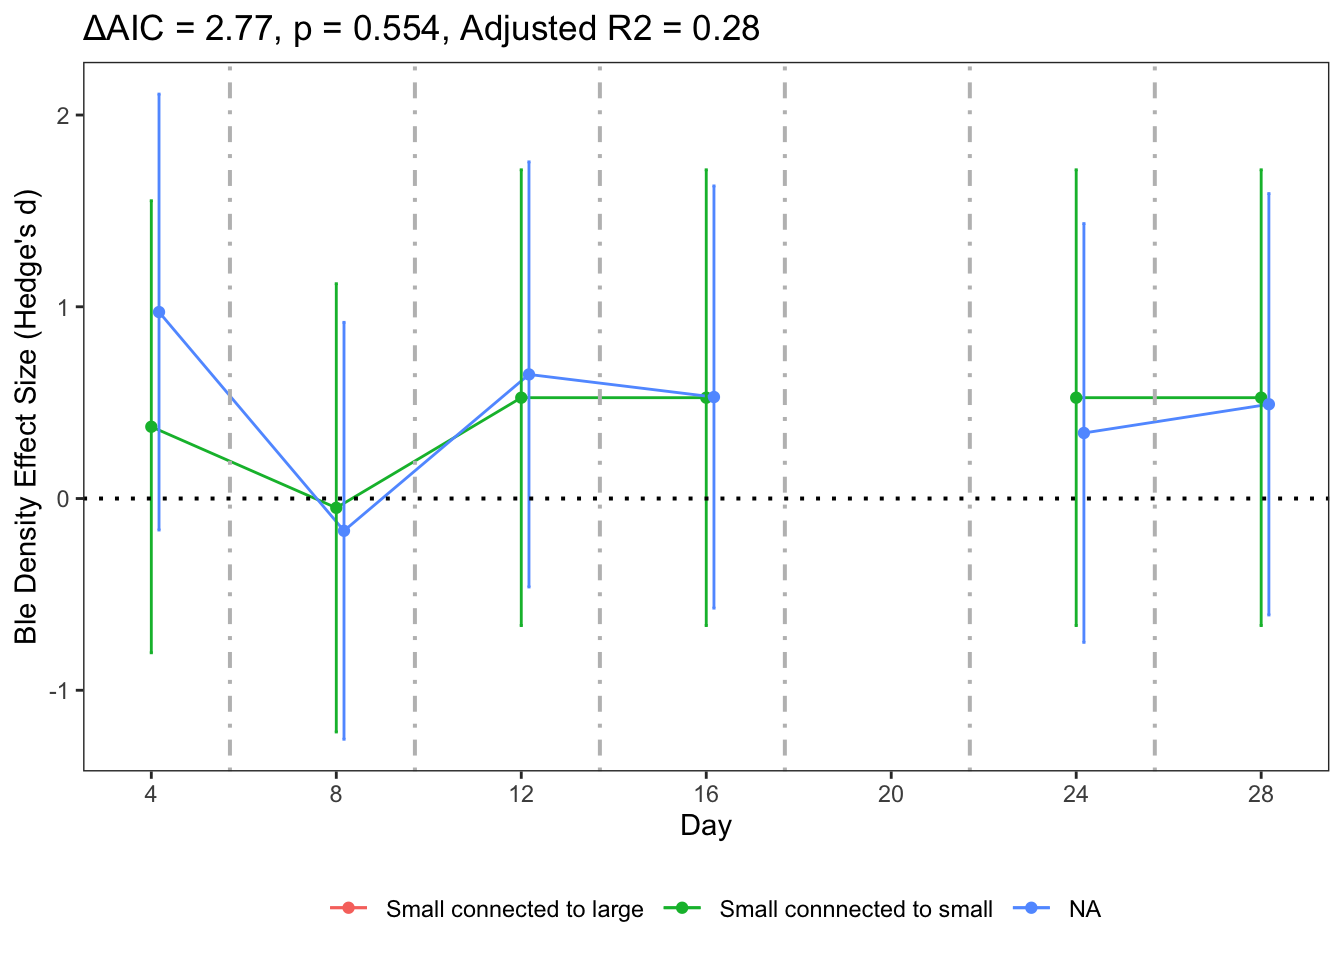 ΔAIC = 2.77, p = 0.554, Adjusted R2 = 0.28
Ble Density Effect Size (Hedge's d)
2
1
0
-1
4 8 12 16 20 24 28
Day
Small connected to large Small connnected to small NA